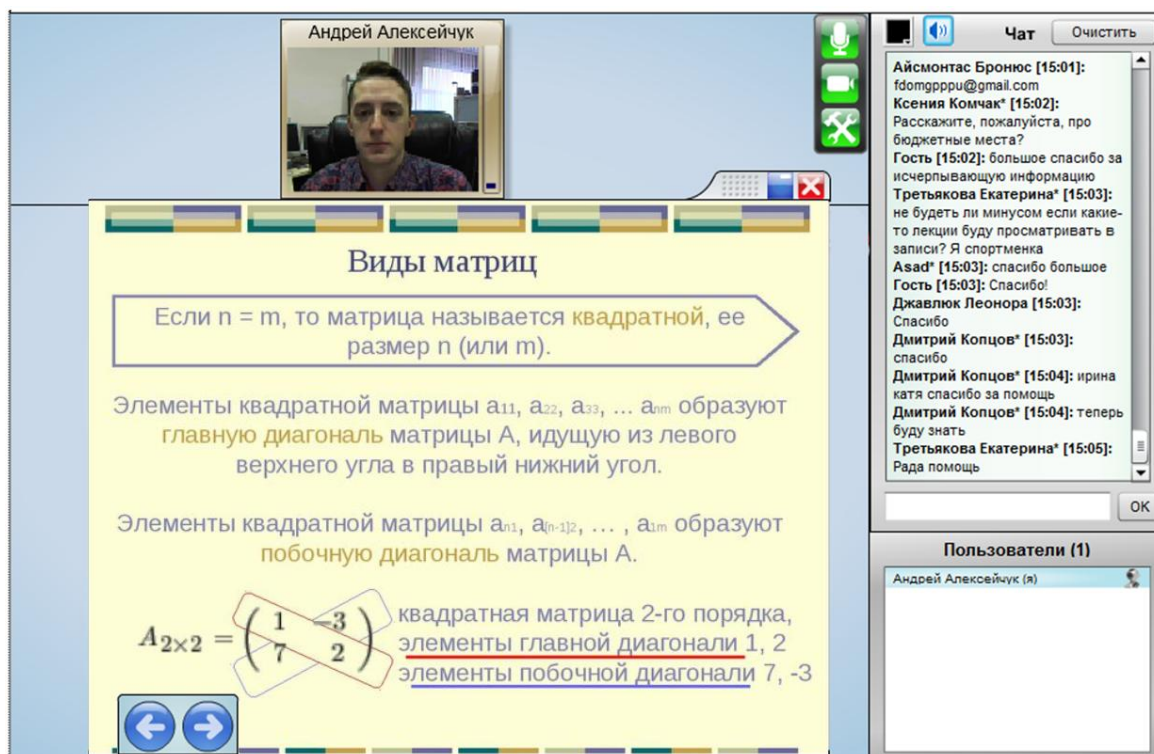 Андрей Алексейчук
Виды матриц
Если n = m, то матрица называется квадратной, ее
размер n (или m).
Элементы квадратной матрицы a₁₁, a₂₂, a₃₃, ... aₙₘ образуют
главную диагональ матрицы А, идущую из левого
верхнего угла в правый нижний угол.
Элементы квадратной матрицы aₙ₁, a[n-1]2, ... , a₁ₘ образуют
побочную диагональ матрицы А.
A2×2 = ( 1 −3
7 2 )
квадратная матрица 2-го порядка,
элементы главной диагонали 1, 2
элементы побочной диагонали 7, -3
Чат
Очистить
Айсмонтас Бронюс [15:01]:
fdomgpppu@gmail.com
Ксения Комчак* [15:02]:
Расскажите, пожалуйста, про
бюджетные места?
Гость [15:02]: большое спасибо за
исчерпывающую информацию
Третьякова Екатерина* [15:03]:
не будеть ли минусом если какие-
то лекции буду просматривать в
записи? Я спортменка
Asad* [15:03]: спасибо большое
Гость [15:03]: Спасибо!
Джавлюк Леонора [15:03]:
Спасибо
Дмитрий Копцов* [15:03]:
спасибо
Дмитрий Копцов* [15:04]: ирина
катя спасибо за помощь
Дмитрий Копцов* [15:04]: теперь
буду знать
Третьякова Екатерина* [15:05]:
Рада помощь
ОК
Пользователи (1)
Андрей Алексейчук (я)